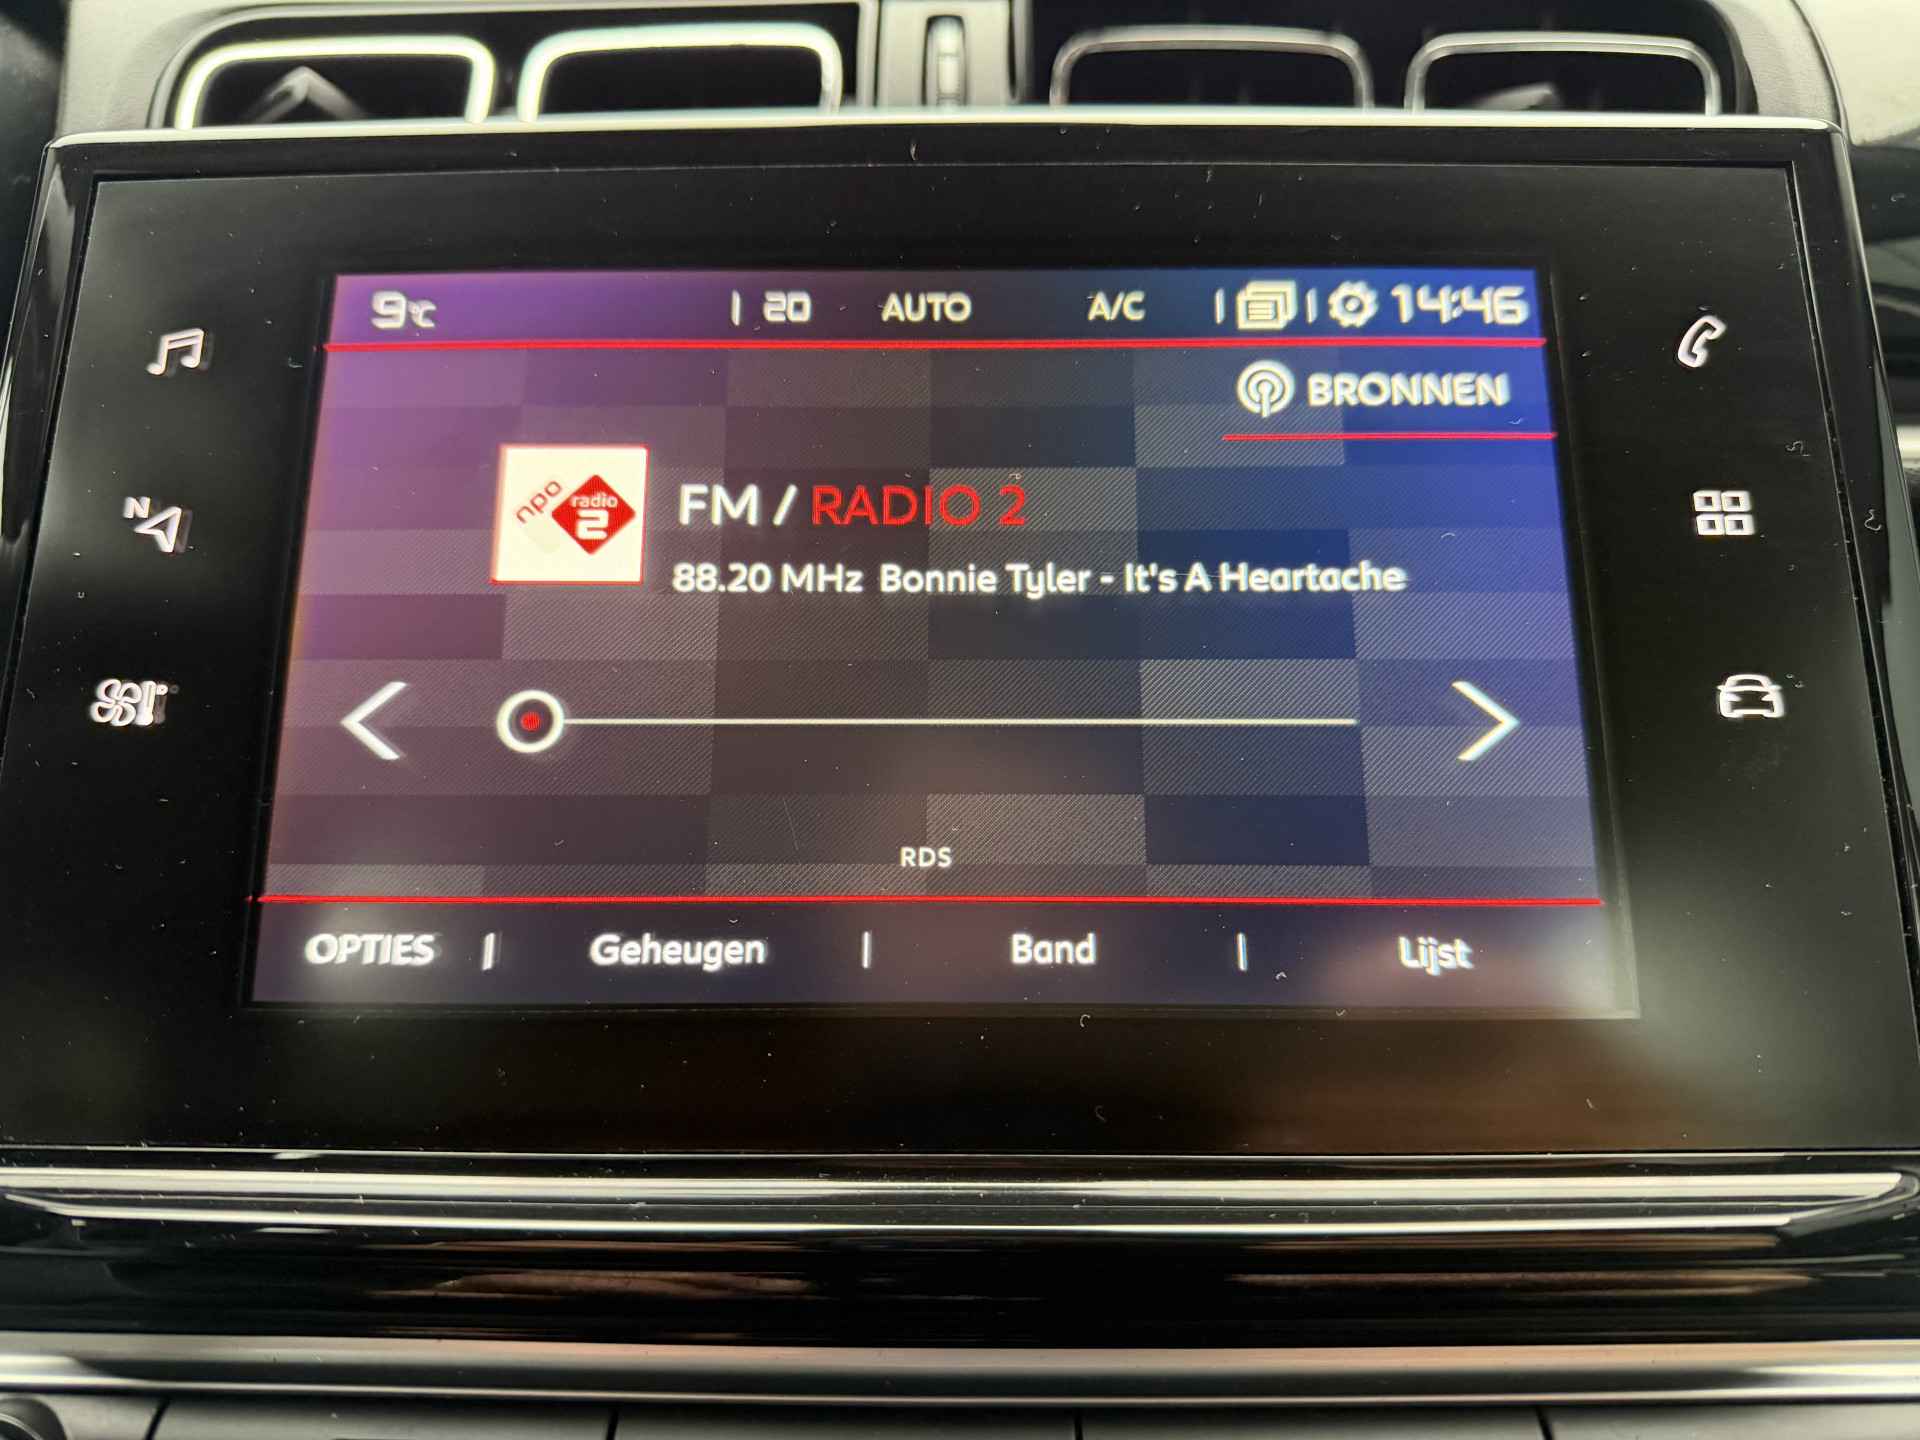 9°C | 20 AUTO A/C | | 14:46
BRONNEN
npo radio 2
FM / RADIO 2
88.20 MHz Bonnie Tyler - It's A Heartache
N
RDS
OPTIES | Geheugen | Band | Lijst